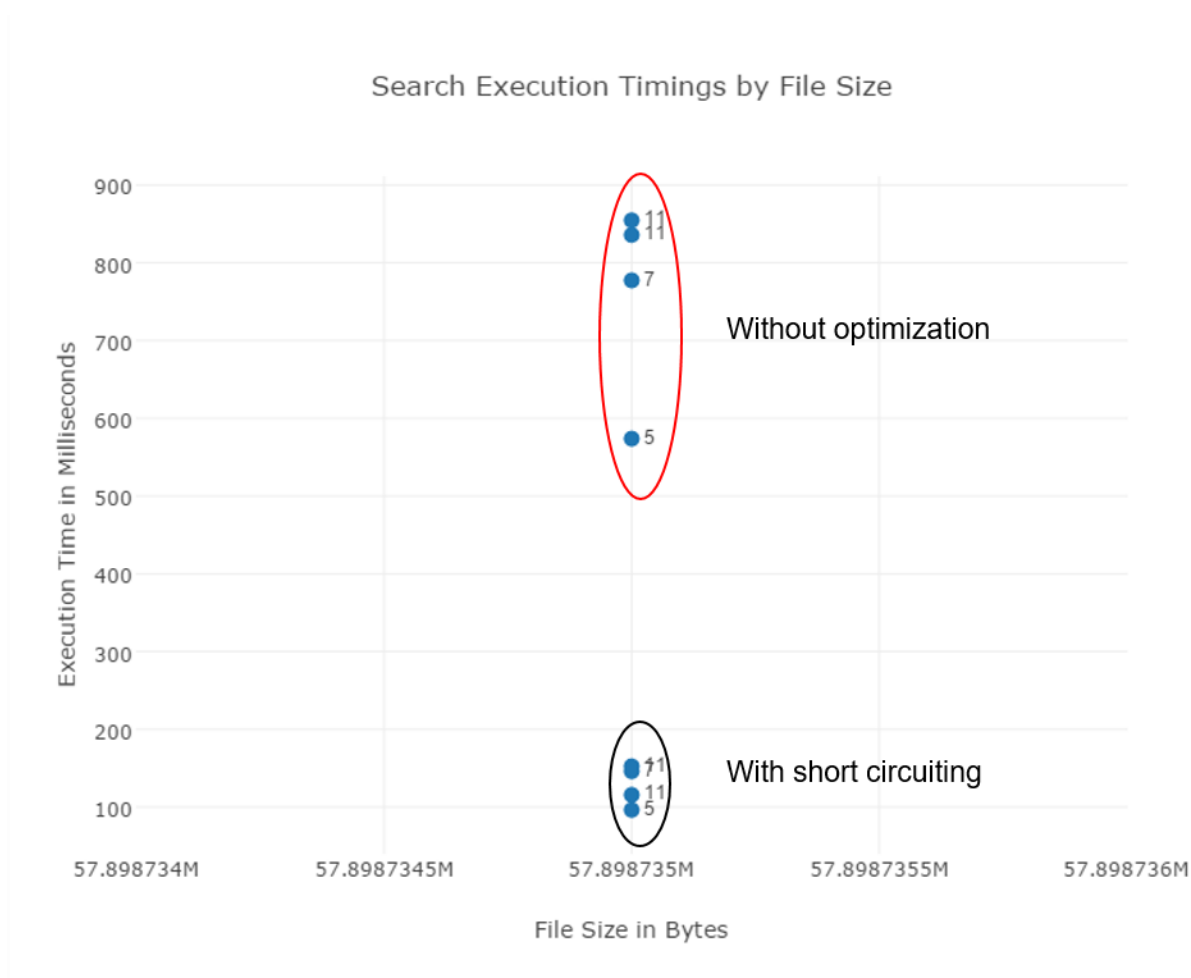 Search Execution Timings by File Size
900
800
700
600
500
400
300
200
100
Execution Time in Milliseconds
11
11
7
5
Without optimization
11
7
11
5
With short circuiting
57.898734M
57.8987345M
57.898735M
57.8987355M
57.898736M
File Size in Bytes